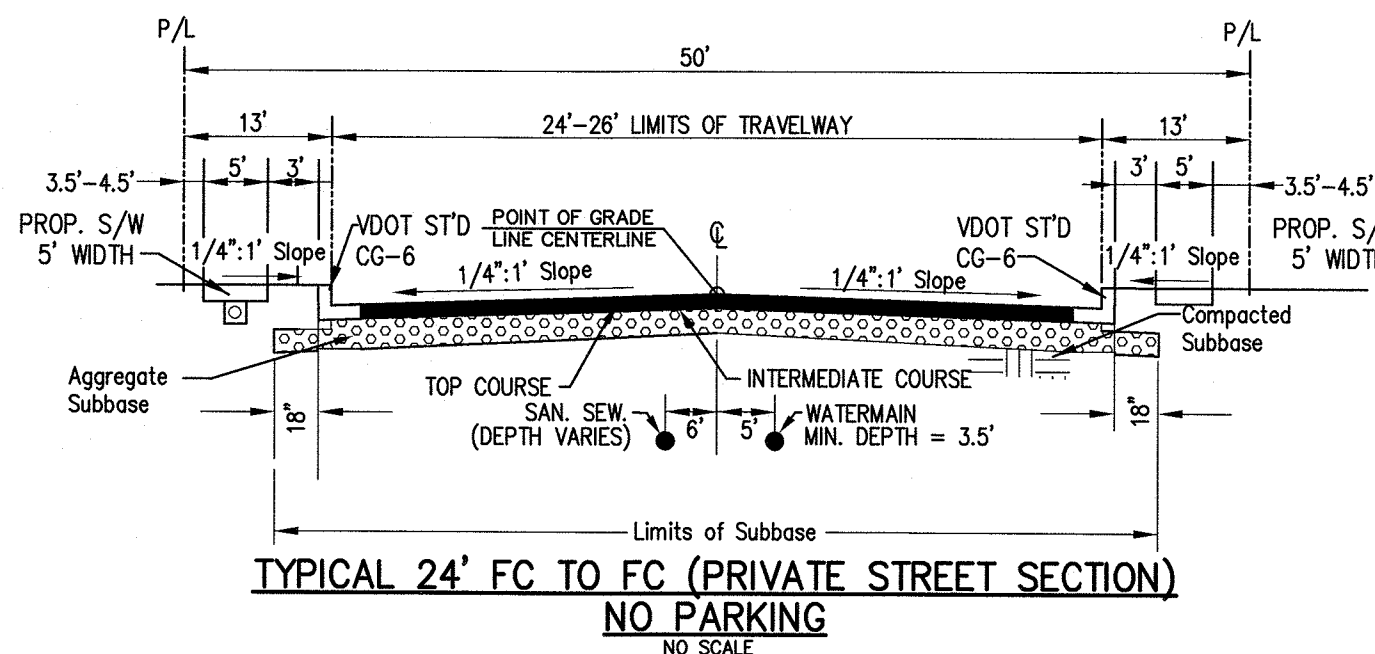 P/L
P/L
50'
13'
24'-26' LIMITS OF TRAVELWAY
13'
5'
3'
3'
5'
3.5'-4.5'
3.5'-4.5'
PROP. S/W
5' WIDTH
VDOT ST'D
CG-6
POINT OF GRADE
LINE CENTERLINE
℄
VDOT ST'D
CG-6
PROP. S/
5' WIDT
1/4":1' Slope
1/4":1' Slope
1/4":1' Slope
1/4":1' Slope
Compacted
Subbase
Aggregate
Subbase
TOP COURSE
INTERMEDIATE COURSE
18"
SAN. SEW.
(DEPTH VARIES)
6'
5'
WATERMAIN
MIN. DEPTH = 3.5'
18"
Limits of Subbase
TYPICAL 24' FC TO FC (PRIVATE STREET SECTION)
NO PARKING
NO SCALE